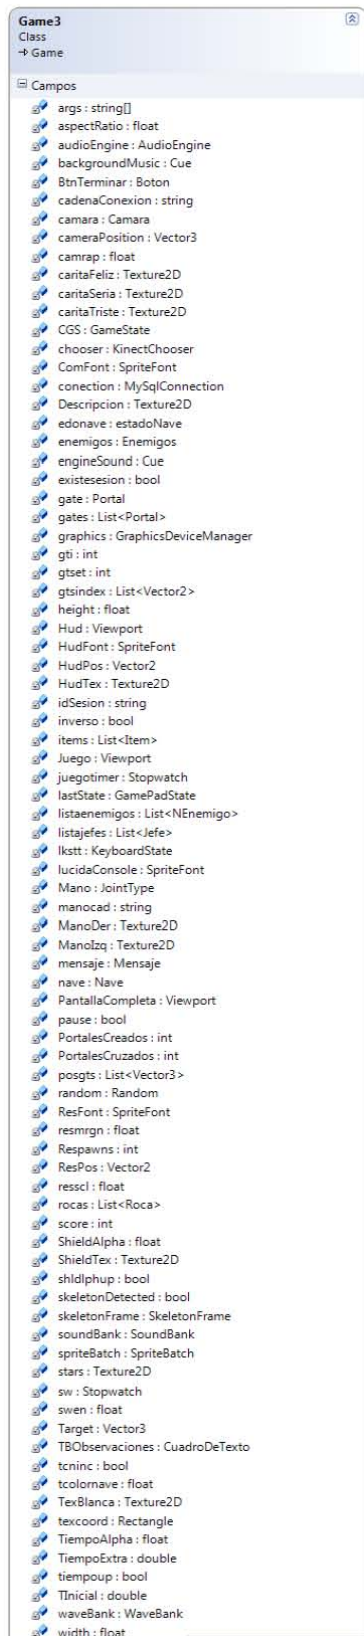 Game3
Class
Game
Campos
args : string[]
aspectRatio : float
audioEngine : AudioEngine
backgroundMusic : Cue
BtnTerminar : Boton
cadenaConexion : string
camara : Camara
cameraPosition : Vector3
camrap : float
caritaFeliz : Texture2D
caritaSeria : Texture2D
caritaTriste : Texture2D
CGS : GameState
chooser : KinectChooser
ComFont : SpriteFont
conection : MySqlConnection
Descripcion : Texture2D
edonave : estadoNave
enemigos : Enemigos
engineSound : Cue
existesesion : bool
gate : Portal
gates : List<Portal>
graphics : GraphicsDeviceManager
gti : int
gtset : int
gtsindex : List<Vector2>
height : float
Hud : Viewport
HudFont : SpriteFont
HudPos : Vector2
HudTex : Texture2D
idSesion : string
inverso : bool
items : List<Item>
Juego : Viewport
juegotimer : Stopwatch
lastState : GamePadState
listaenemigos : List<NEnemigo>
listajefes : List<Jefe>
lkstt : KeyboardState
lucidaConsole : SpriteFont
Mano : JointType
manocad : string
ManoDer : Texture2D
ManoIzq : Texture2D
mensaje : Mensaje
nave : Nave
PantallaCompleta : Viewport
pause : bool
PortalesCreados : int
PortalesCruzados : int
posgts : List<Vector3>
random : Random
ResFont : SpriteFont
resmrgn : float
Respawns : int
ResPos : Vector2
resscl : float
rocas : List<Roca>
score : int
ShieldAlpha : float
ShieldTex : Texture2D
shldlphup : bool
skeletonDetected : bool
skeletonFrame : SkeletonFrame
soundBank : SoundBank
spriteBatch : SpriteBatch
stars : Texture2D
sw : Stopwatch
swen : float
Target : Vector3
TBObservaciones : CuadroDeTexto
tcninc : bool
tcolornave : float
TexBlanca : Texture2D
texcoord : Rectangle
TiempoAlpha : float
TiempoExtra : double
tiempoup : bool
TInicial : double
waveBank : WaveBank
width : float